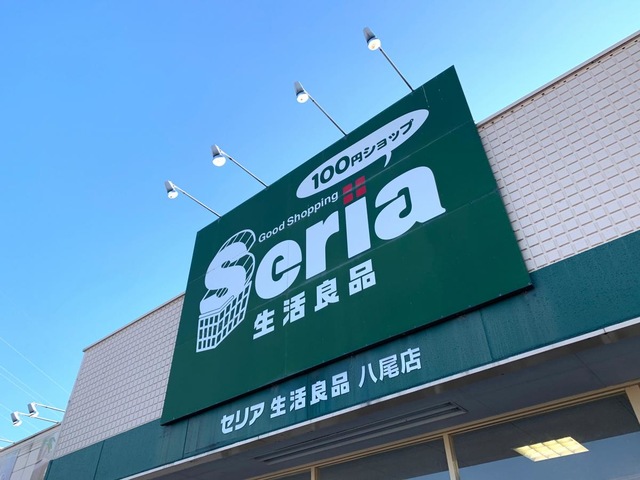 100円ショップ
Good Shopping
Seria
生活良品
セリア 生活良品 八尾店